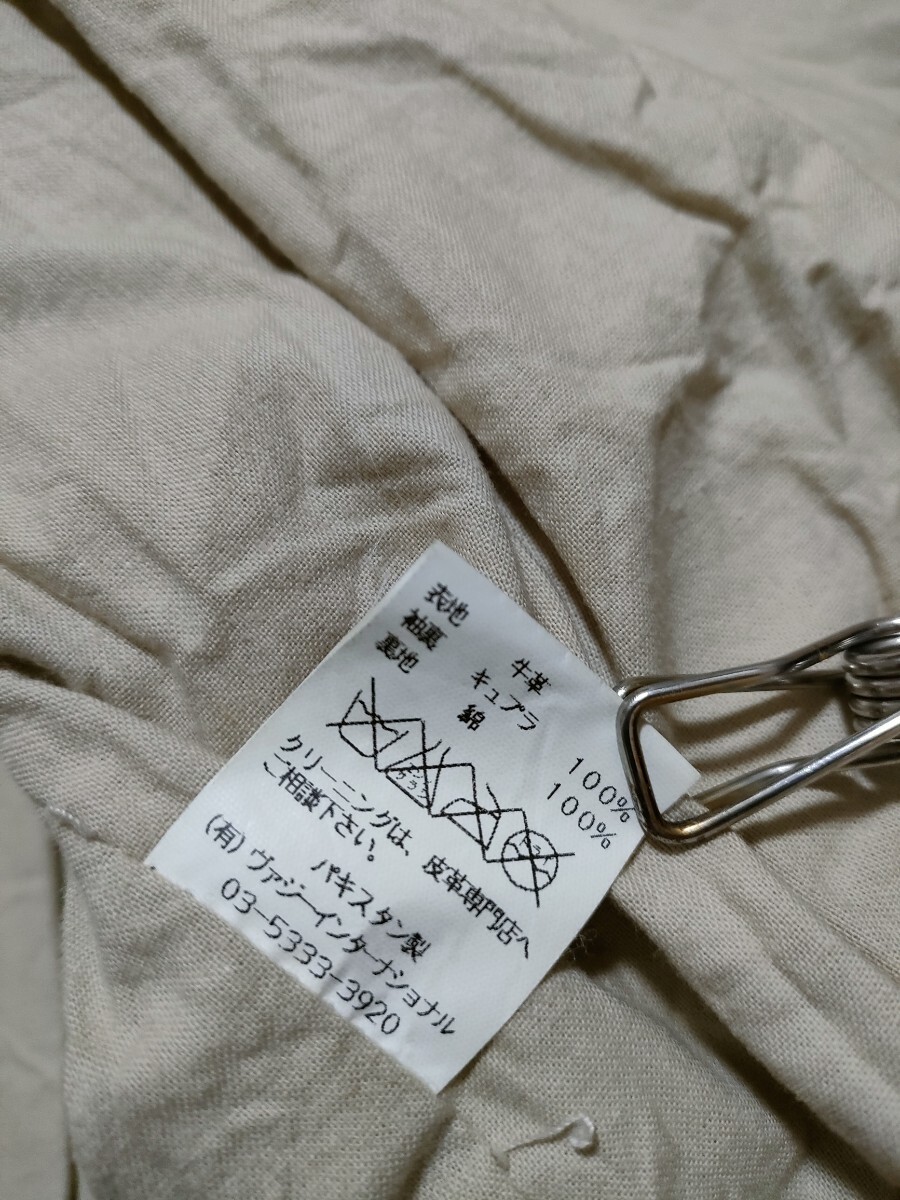 表地 牛革
袖裏 キュプラ 100%
裏地 綿 100%
クリーニングは、皮革専門店へ
ご相談下さい。
パキスタン製
(有)ヴァジーインターナショナル
03-5333-3920